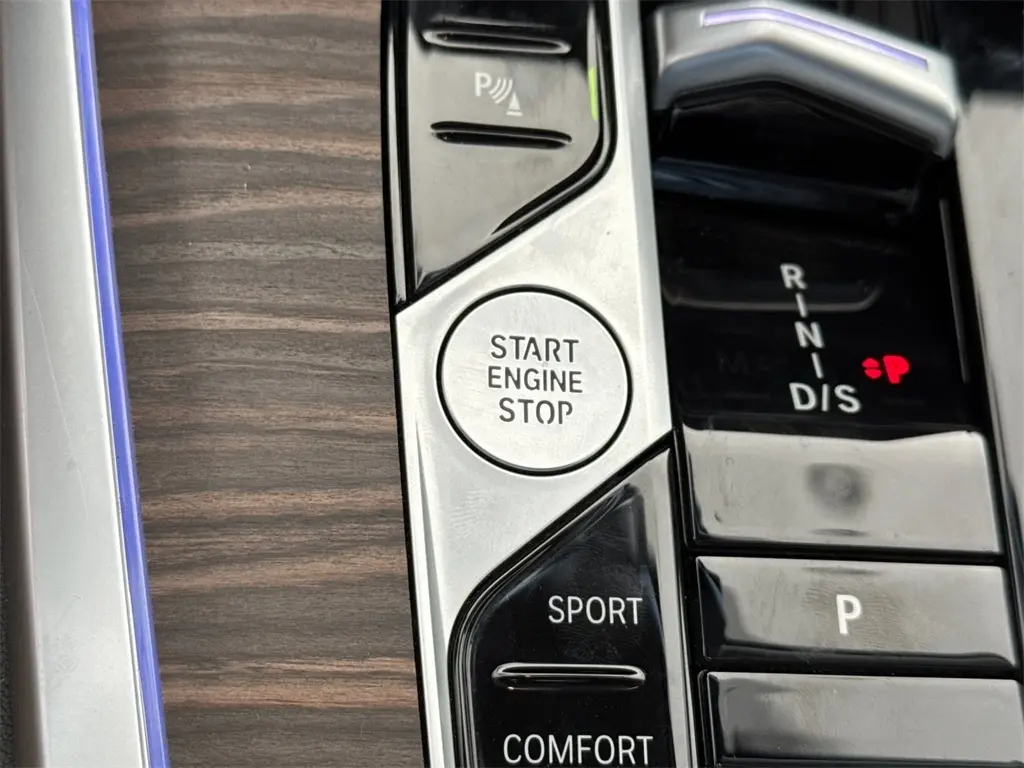 P
START
ENGINE
STOP
R
N
D/S
P
P
SPORT
COMFORT